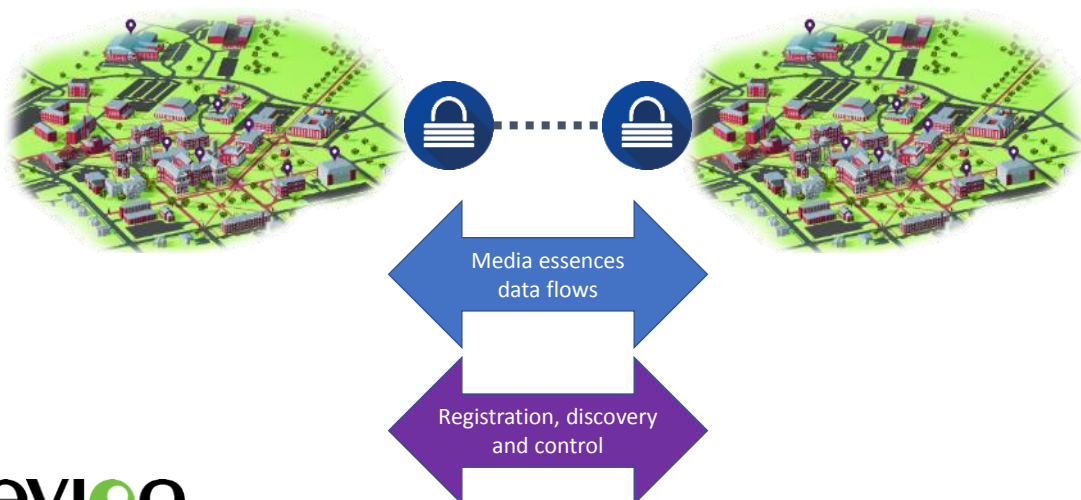 Media essences
data flows
Registration, discovery
and control